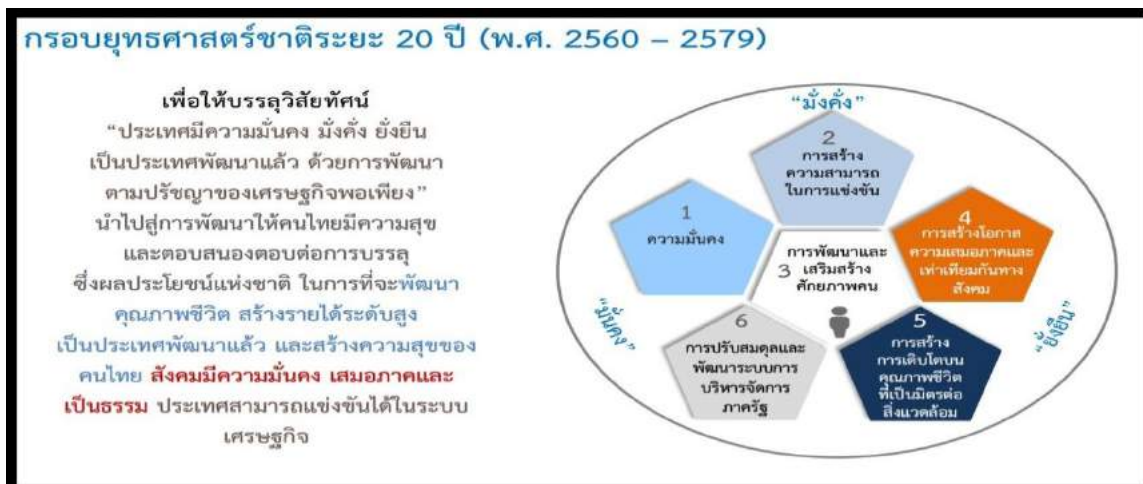 กรอบยุทธศาสตร์ชาติระยะ 20 ปี (พ.ศ. 2560 – 2579)
เพื่อให้บรรลุวิสัยทัศน์
“ประเทศมีความมั่นคง มั่งคั่ง ยั่งยืน
เป็นประเทศพัฒนาแล้ว ด้วยการพัฒนา
ตามปรัชญาของเศรษฐกิจพอเพียง”
นำไปสู่การพัฒนาให้คนไทยมีความสุข
และตอบสนองตอบต่อการบรรลุ
ซึ่งผลประโยชน์แห่งชาติ ในการที่จะพัฒนา
คุณภาพชีวิต สร้างรายได้ระดับสูง
เป็นประเทศพัฒนาแล้ว และสร้างความสุขของ
คนไทย สังคมมีความมั่นคง เสมอภาคและ
เป็นธรรม ประเทศสามารถแข่งขันได้ในระบบ
เศรษฐกิจ
“มั่งคั่ง”
2
การสร้าง
ความสามารถ
ในการแข่งขัน
1
ความมั่นคง
การพัฒนาและ
3 เสริมสร้าง
ศักยภาพคน
4
การสร้างโอกาส
ความเสมอภาคและ
เท่าเทียมกันทาง
สังคม
“มั่นคง”
6
การปรับสมดุลและ
พัฒนาระบบการ
บริหารจัดการ
ภาครัฐ
5
การสร้าง
การเติบโตบน
คุณภาพชีวิต
ที่เป็นมิตรต่อ
สิ่งแวดล้อม
“ยั่งยืน”